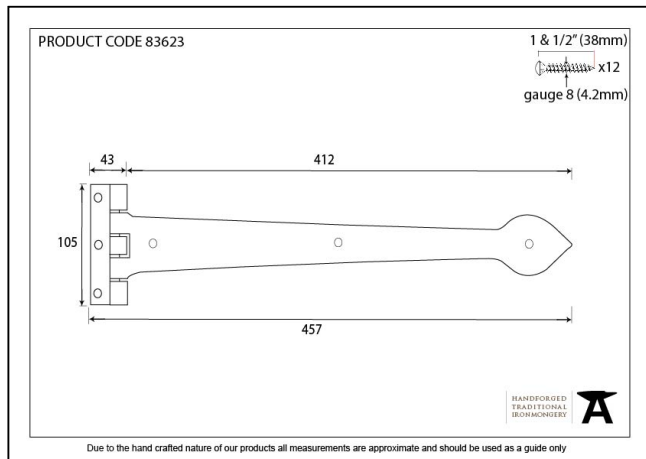 PRODUCT CODE 83623
1 & 1/2" (38mm)
x12
gauge 8 (4.2mm)
43
412
105
457
HANDFORGED
TRADITIONAL
IRONMONGERY
Due to the hand crafted nature of our products all measurements are approximate and should be used as a guide only